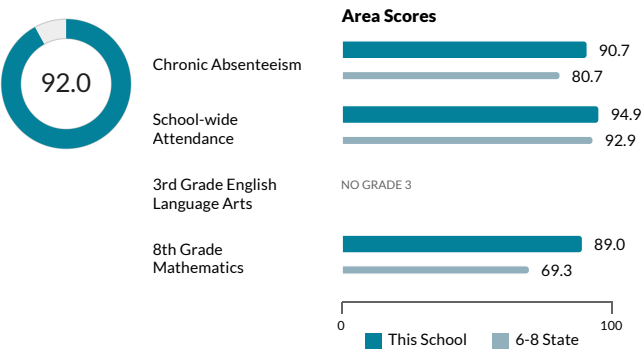 Area Scores
92.0
Chronic Absenteeism
90.7
80.7
School-wide
Attendance
94.9
92.9
3rd Grade English
Language Arts
NO GRADE 3
8th Grade
Mathematics
89.0
69.3
0
100
This School
6-8 State